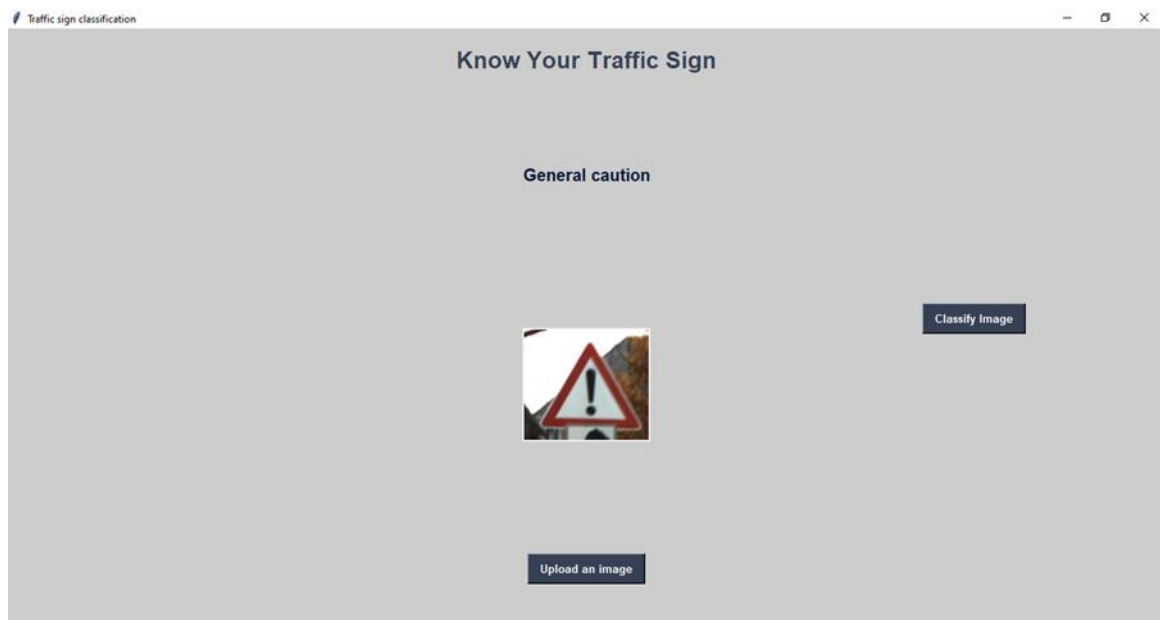 Traffic sign classification
Know Your Traffic Sign
General caution
Classify Image
!
Upload an image